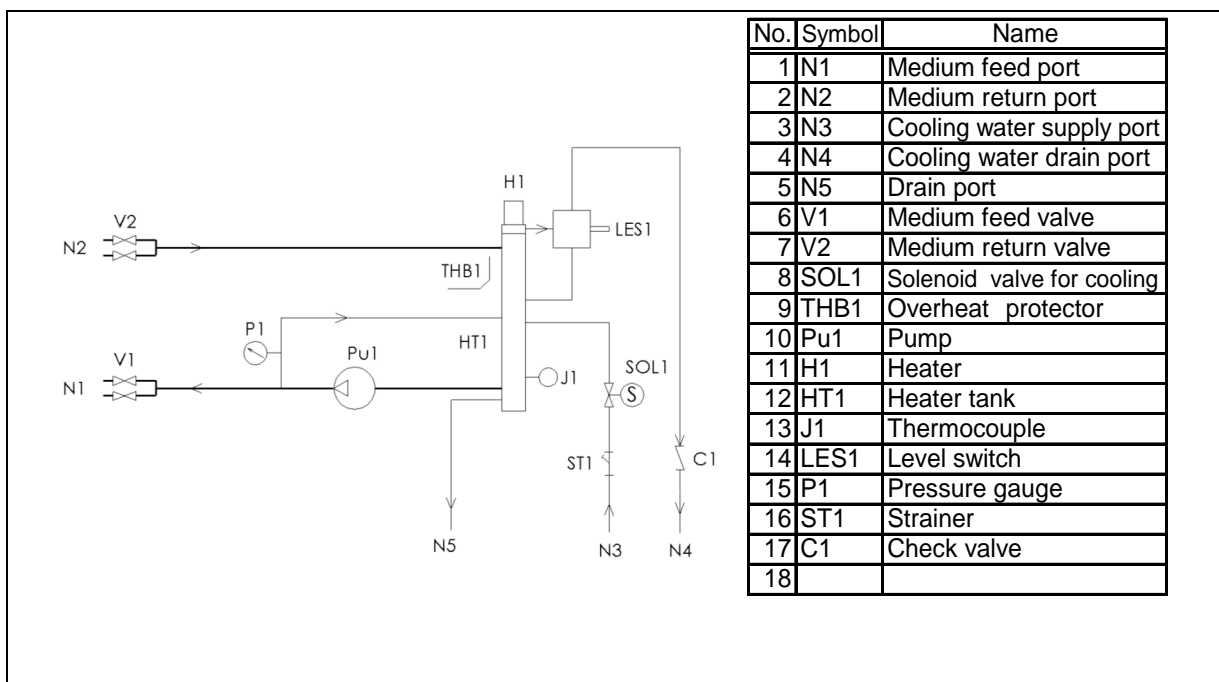 H1
V2
N2
LES1
THB1
P1
HT1
Pu1
SOL1
V1
J1
N1
S
ST1
C1
N5
N3
N4
No. Symbol Name
1 N1 Medium feed port
2 N2 Medium return port
3 N3 Cooling water supply port
4 N4 Cooling water drain port
5 N5 Drain port
6 V1 Medium feed valve
7 V2 Medium return valve
8 SOL1 Solenoid valve for cooling
9 THB1 Overheat protector
10 Pu1 Pump
11 H1 Heater
12 HT1 Heater tank
13 J1 Thermocouple
14 LES1 Level switch
15 P1 Pressure gauge
16 ST1 Strainer
17 C1 Check valve
18